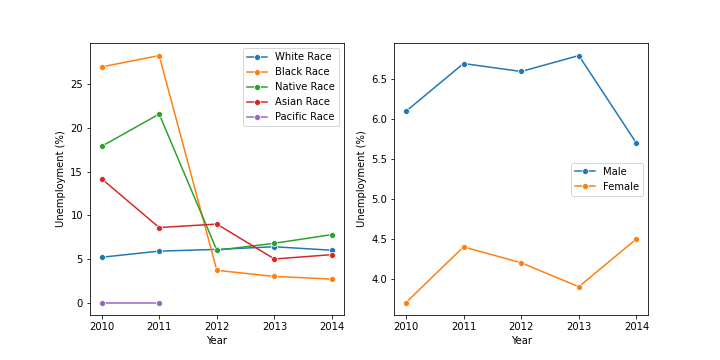 White Race
Black Race
Native Race
Asian Race
Pacific Race
Unemployment (%)
25
20
15
10
5
0
2010 2011 2012 2013 2014
Year
Unemployment (%)
6.5
6.0
5.5
5.0
4.5
4.0
Male
Female
2010 2011 2012 2013 2014
Year